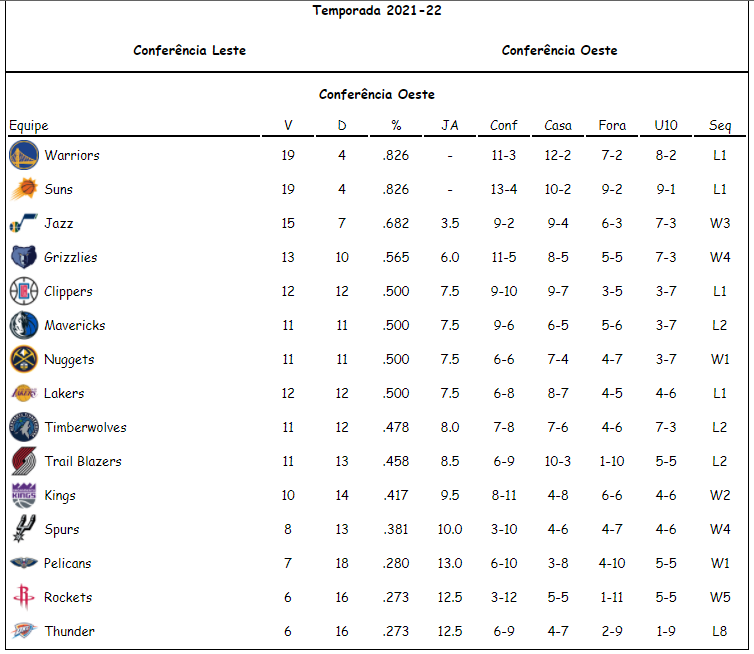 Temporada 2021-22
Conferência Leste Conferência Oeste
Conferência Oeste
Equipe V D % JA Conf Casa Fora U10 Seq
Warriors 19 4 .826 - 11-3 12-2 7-2 8-2 L1
Suns 19 4 .826 - 13-4 10-2 9-2 9-1 L1
Jazz 15 7 .682 3.5 9-2 9-4 6-3 7-3 W3
Grizzlies 13 10 .565 6.0 11-5 8-5 5-5 7-3 W4
Clippers 12 12 .500 7.5 9-10 9-7 3-5 3-7 L1
Mavericks 11 11 .500 7.5 9-6 6-5 5-6 3-7 L2
Nuggets 11 11 .500 7.5 6-6 7-4 4-7 3-7 W1
Lakers 12 12 .500 7.5 6-8 8-7 4-5 4-6 L1
Timberwolves 11 12 .478 8.0 7-8 7-6 4-6 7-3 L2
Trail Blazers 11 13 .458 8.5 6-9 10-3 1-10 5-5 L2
KINGS Kings 10 14 .417 9.5 8-11 4-8 6-6 4-6 W2
Spurs 8 13 .381 10.0 3-10 4-6 4-7 4-6 W4
Pelicans 7 18 .280 13.0 6-10 3-8 4-10 5-5 W1
Rockets 6 16 .273 12.5 3-12 5-5 1-11 5-5 W5
Thunder 6 16 .273 12.5 6-9 4-7 2-9 1-9 L8